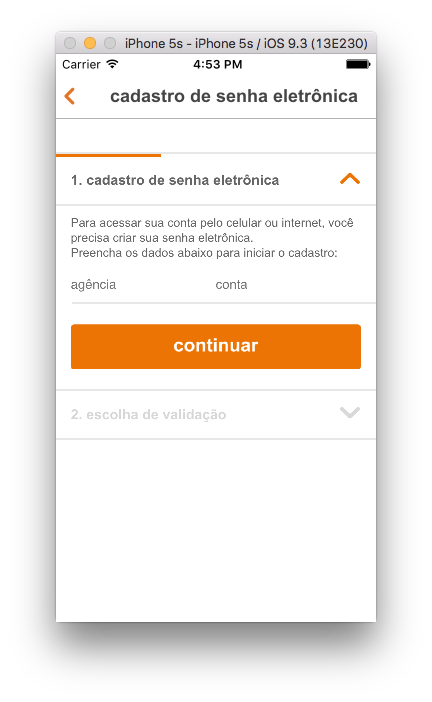 iPhone 5s - iPhone 5s / iOS 9.3 (13E230)
Carrier 4:53 PM
cadastro de senha eletrônica
1. cadastro de senha eletrônica
Para acessar sua conta pelo celular ou internet, você
precisa criar sua senha eletrônica.
Preencha os dados abaixo para iniciar o cadastro:
agência conta
continuar
2. escolha de validação